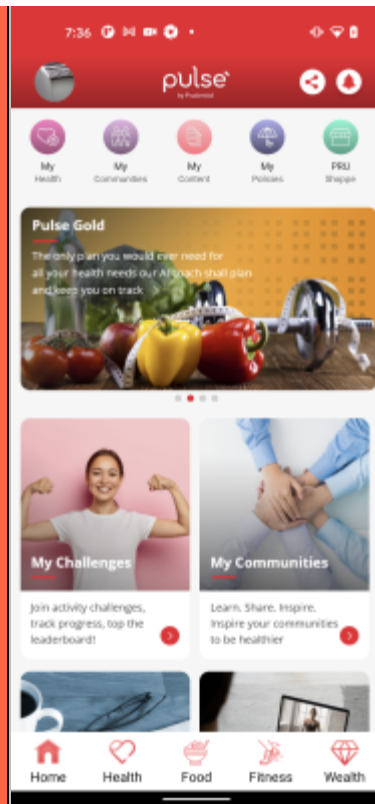 7:36
pulse
by Prudential
My
Health
My
Communities
My
Content
My
Policies
PRU
Shoppe
Pulse Gold
The only plan you would ever need for
all your health needs our AI coach shall plan
and keep you on track
My Challenges
Join activity challenges,
track progress, top the
leaderboard!
My Communities
Learn. Share. Inspire.
Inspire your communities
to be healthier
Home
Health
Food
Fitness
Wealth